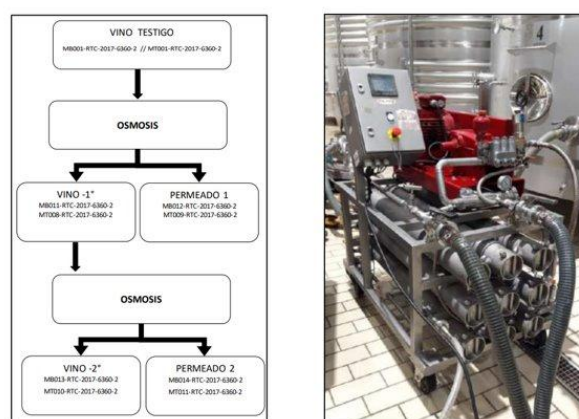 VINO TESTIGO
MB001-RTC-2017-6360-2 // MT001-RTC-2017-6360-2
OSMOSIS
VINO -1°
MB011-RTC-2017-6360-2
MT008-RTC-2017-6360-2
PERMEADO 1
MB012-RTC-2017-6360-2
MT009-RTC-2017-6360-2
OSMOSIS
VINO -2°
MB013-RTC-2017-6360-2
MT010-RTC-2017-6360-2
PERMEADO 2
MB014-RTC-2017-6360-2
MT011-RTC-2017-6360-2
4